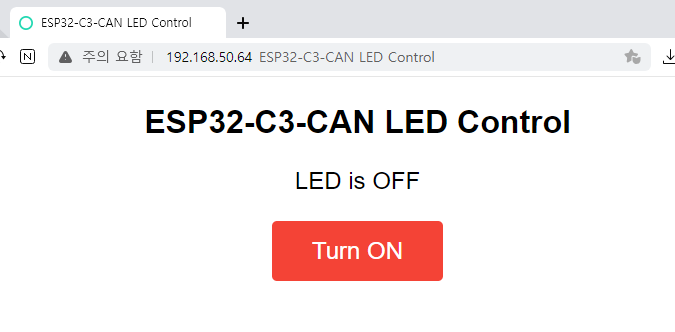 ESP32-C3-CAN LED Control
N 주의 요함 192.168.50.64 ESP32-C3-CAN LED Control
ESP32-C3-CAN LED Control
LED is OFF
Turn ON